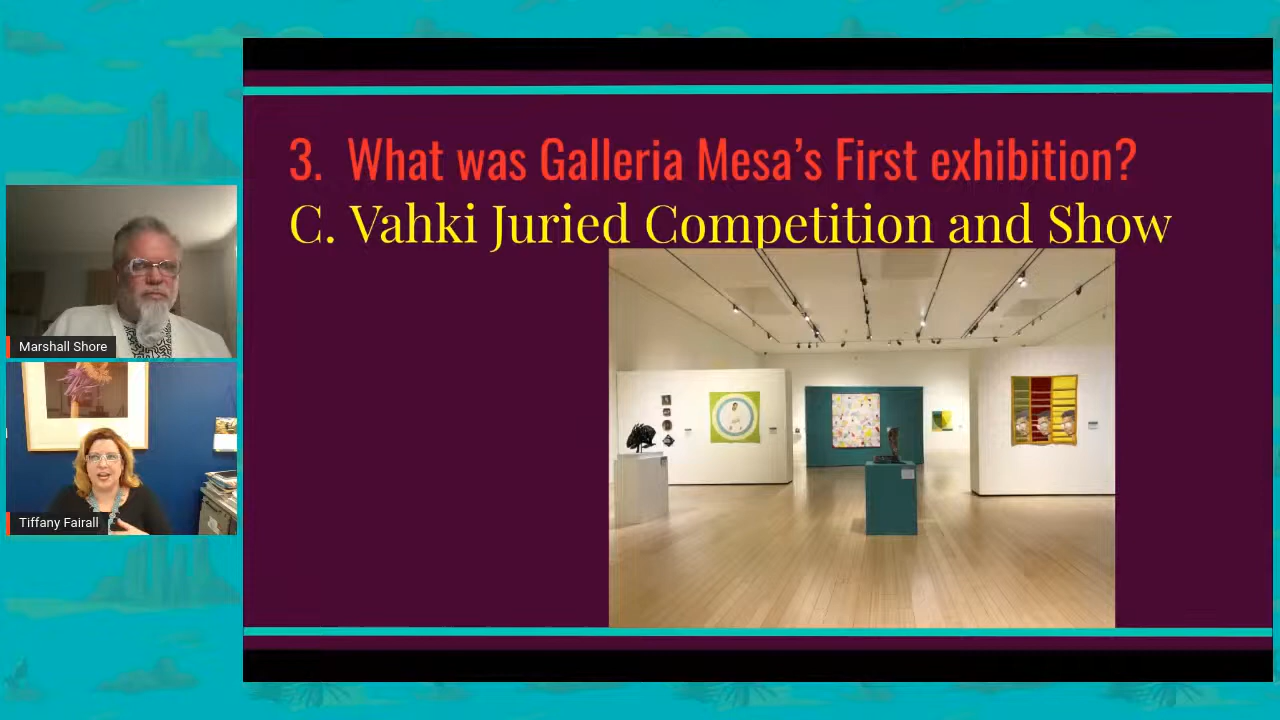 3. What was Galleria Mesa’s First exhibition?
C. Vahki Juried Competition and Show
Marshall Shore
Tiffany Fairall